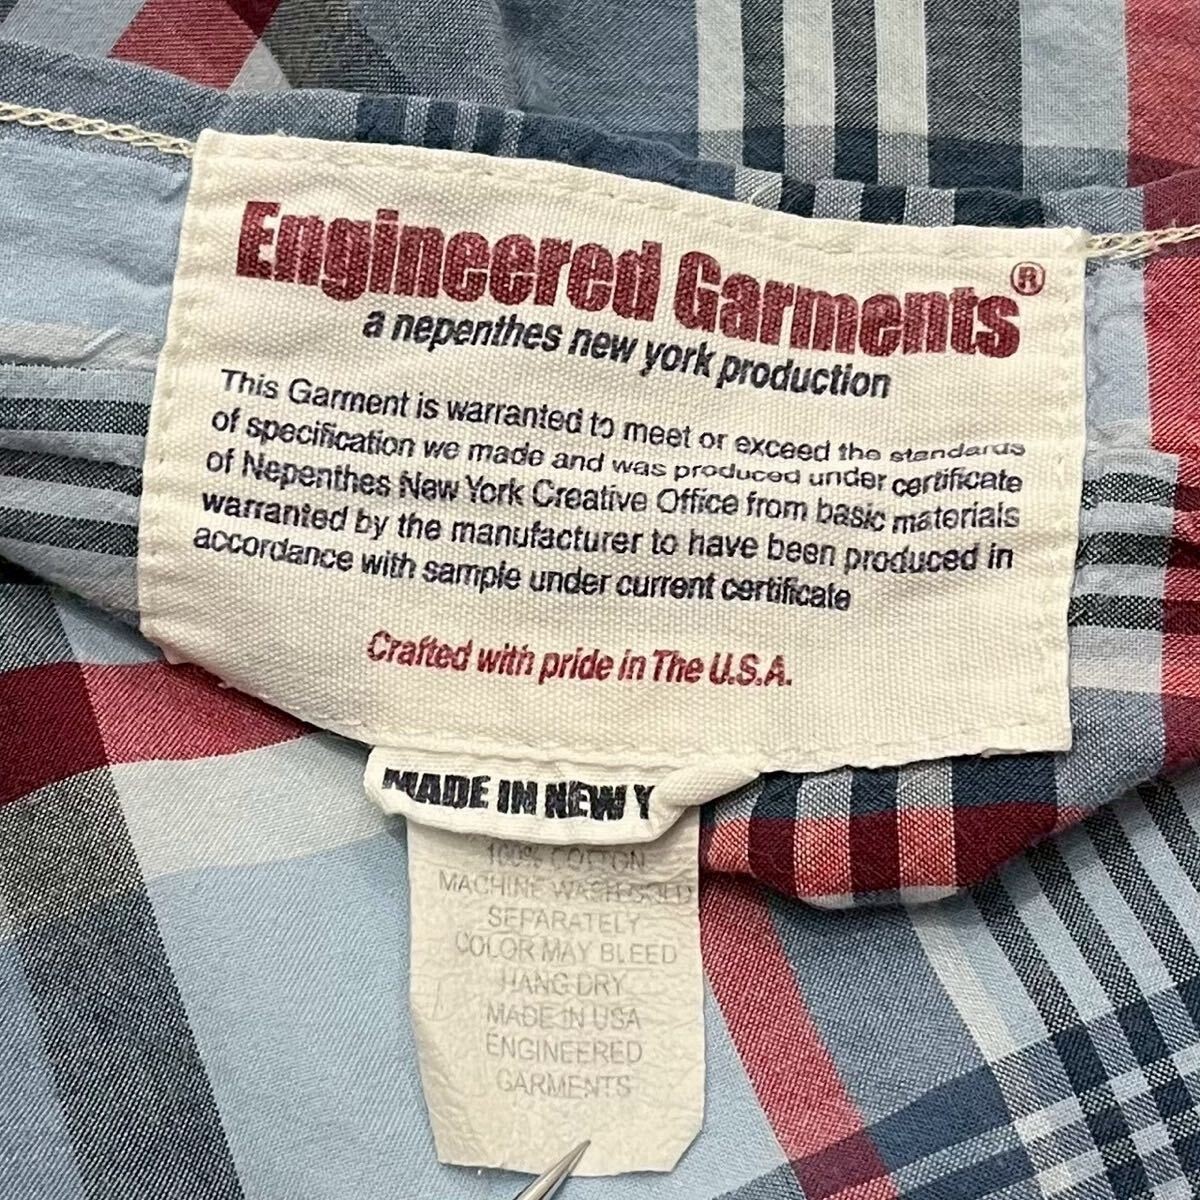 Engineered Garments®
a nepenthes new york production
This Garment is warranted to meet or exceed the standards
of specification we made and was produced under certificate
of Nepenthes New York Creative Office from basic materials
warranted by the manufacturer to have been produced in
accordance with sample under current certificate
Crafted with pride in The U.S.A.
MADE IN NEW Y
100% COTTON
MACHINE WASH COLD
SEPARATELY
COLOR MAY BLEED
HANG DRY
MADE IN USA
ENGINEERED
GARMENTS